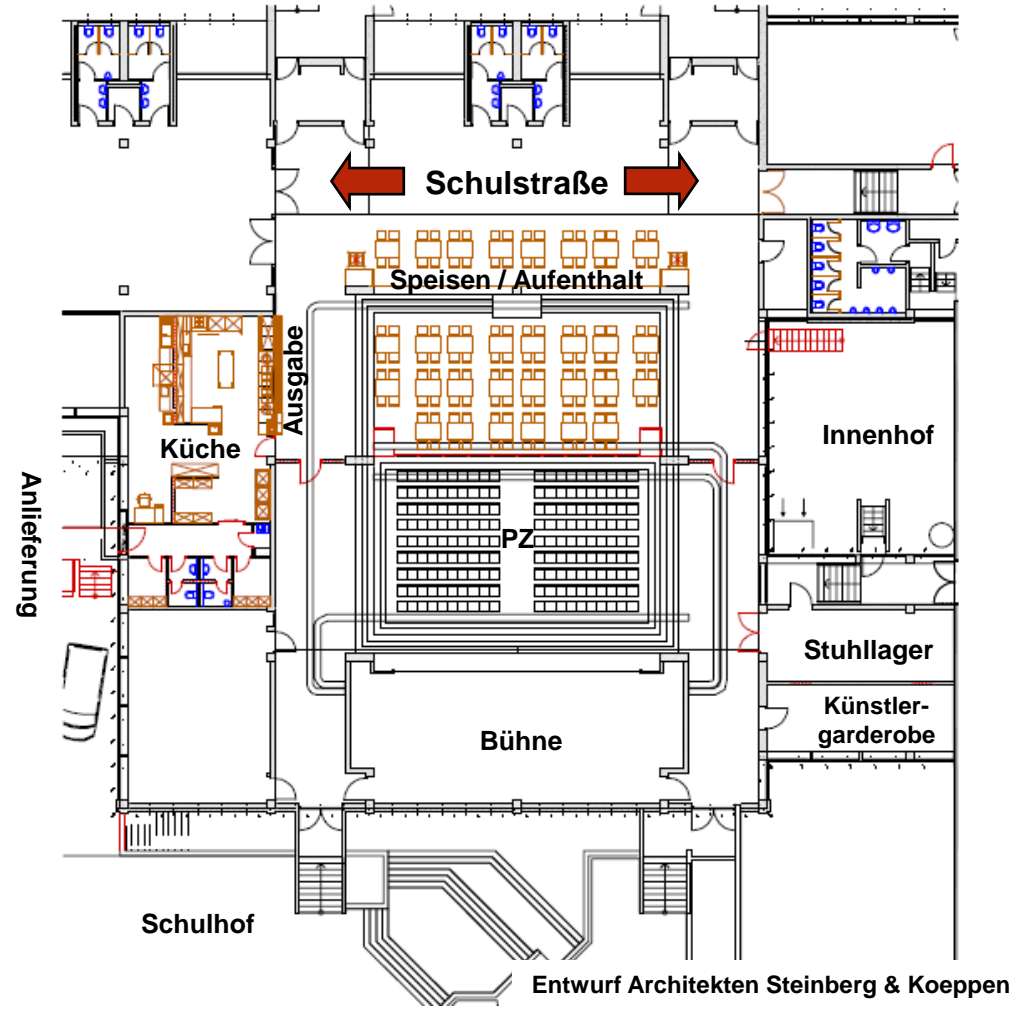 Schulstraße
Speisen / Aufenthalt
Ausgabe
Küche
Innenhof
Anlieferung
PZ
Stuhllager
Künstler-
garderobe
Bühne
Schulhof
Entwurf Architekten Steinberg & Koeppen